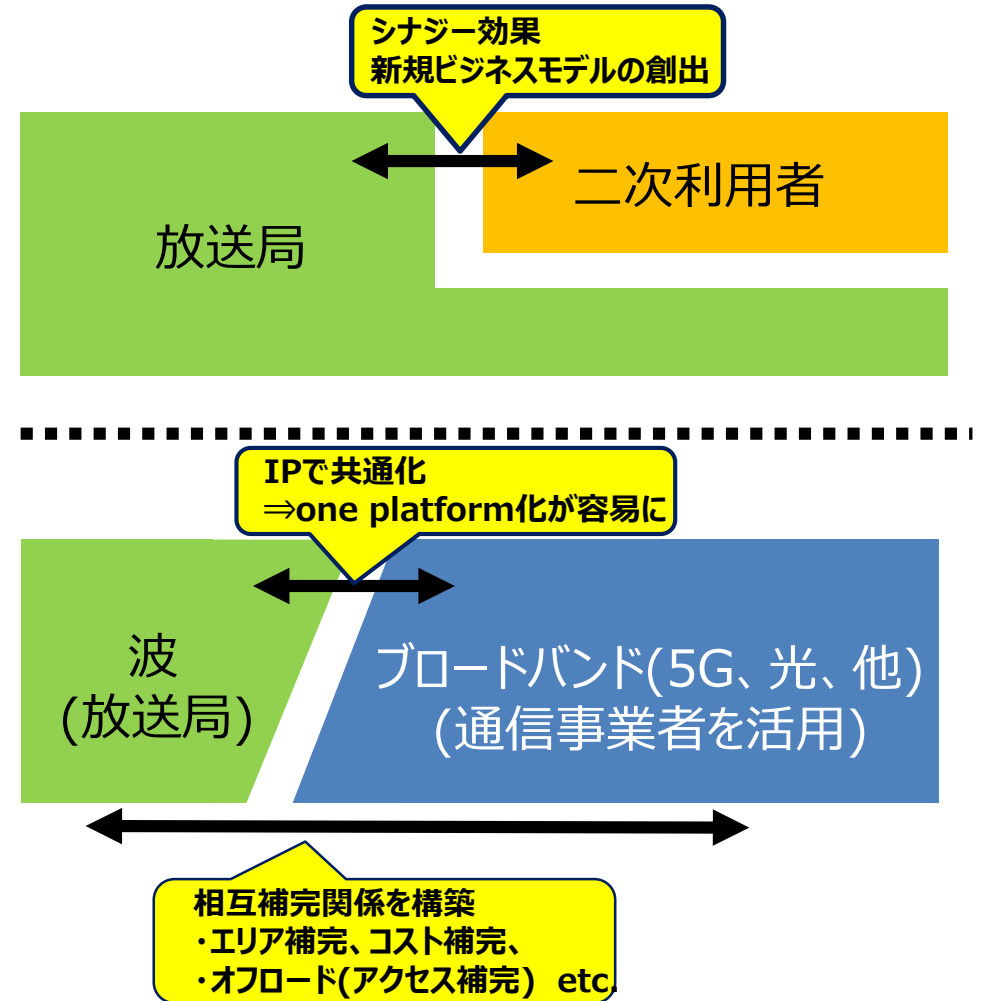 シナジー効果
新規ビジネスモデルの創出
二次利用者
放送局
IPで共通化
⇒one platform化が容易に
波
(放送局)
ブロードバンド(5G、光、他)
(通信事業者を活用)
相互補完関係を構築
・エリア補完、コスト補完、
・オフロード(アクセス補完) etc.